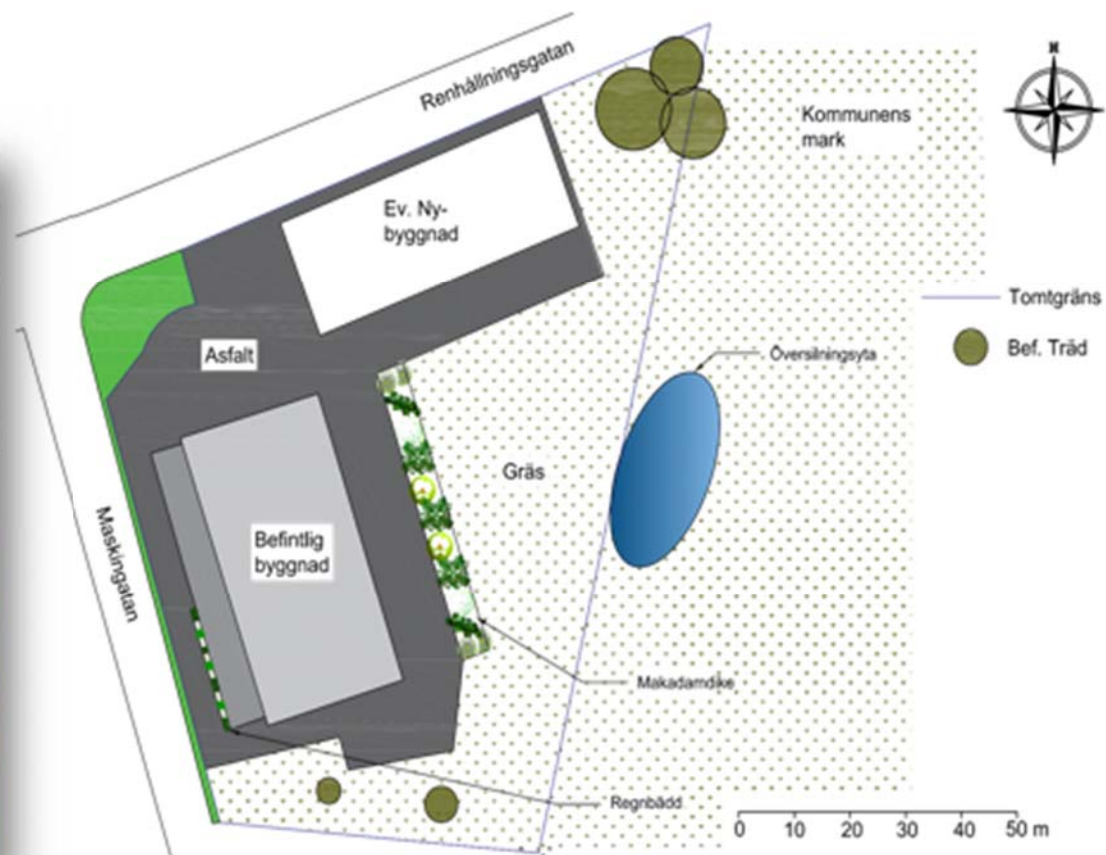 Renhållningsgatan
N
Kommunens
mark
Ev. Ny-
byggnad
Tomtgräns
Bef. Träd
Asfalt
Översilningsyta
Gräs
Maskingatan
Befintlig
byggnad
Makadamdike
Regnbädd
0 10 20 30 40 50 m